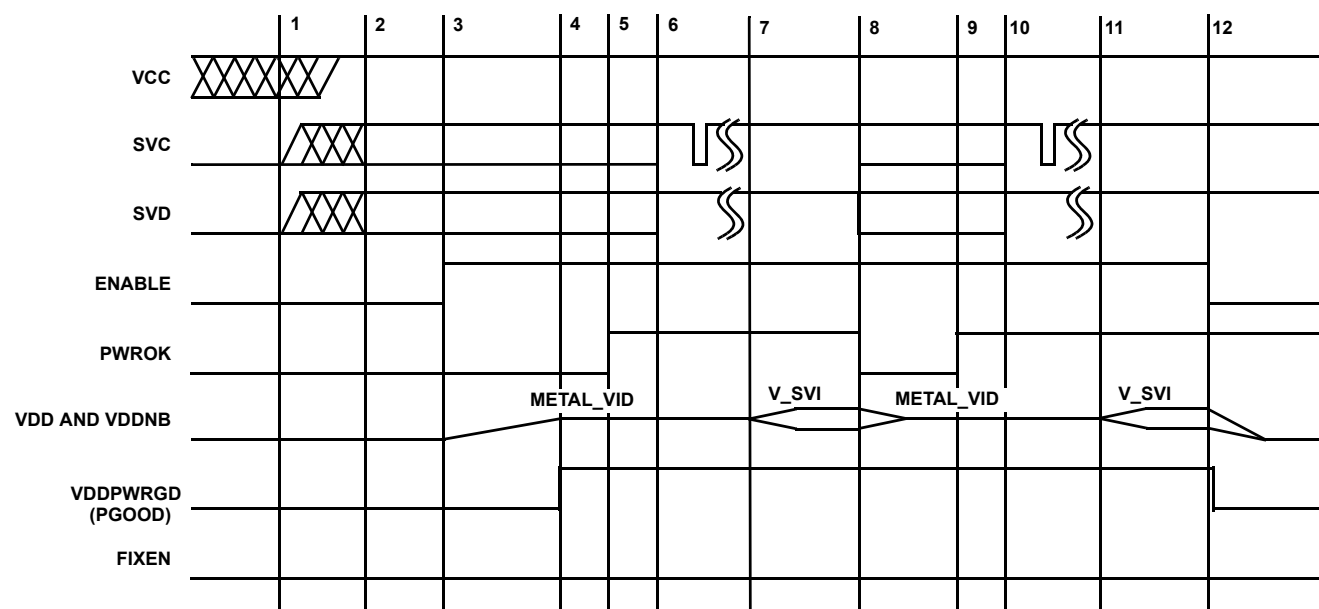 1 2 3 4 5 6 7 8 9 10 11 12
VCC
SVC
SVD
ENABLE
PWROK
METAL_VID V_SVI METAL_VID V_SVI
VDD AND VDDNB
VDDPWRGD
(PGOOD)
FIXEN